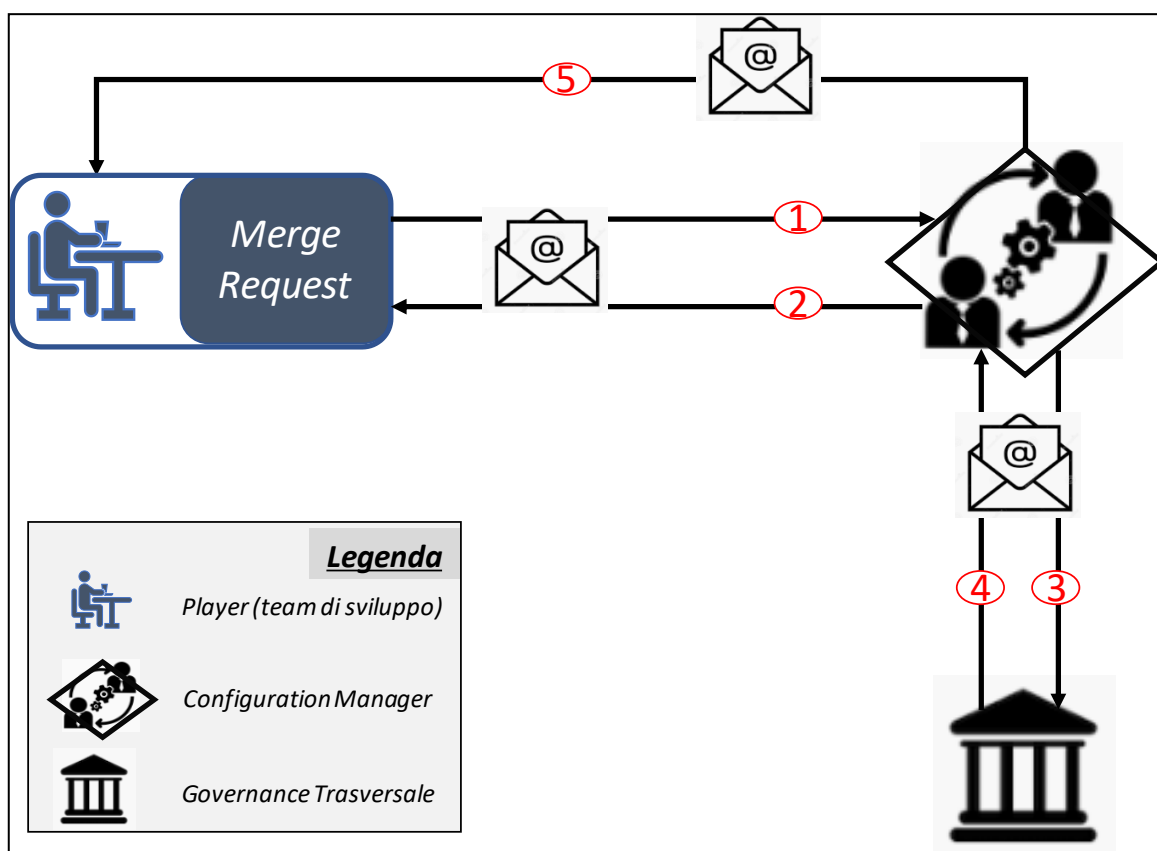 @
5
Merge
Request
@
1
2
@
4
3
Legenda
Player (team di sviluppo)
Configuration Manager
Governance Trasversale